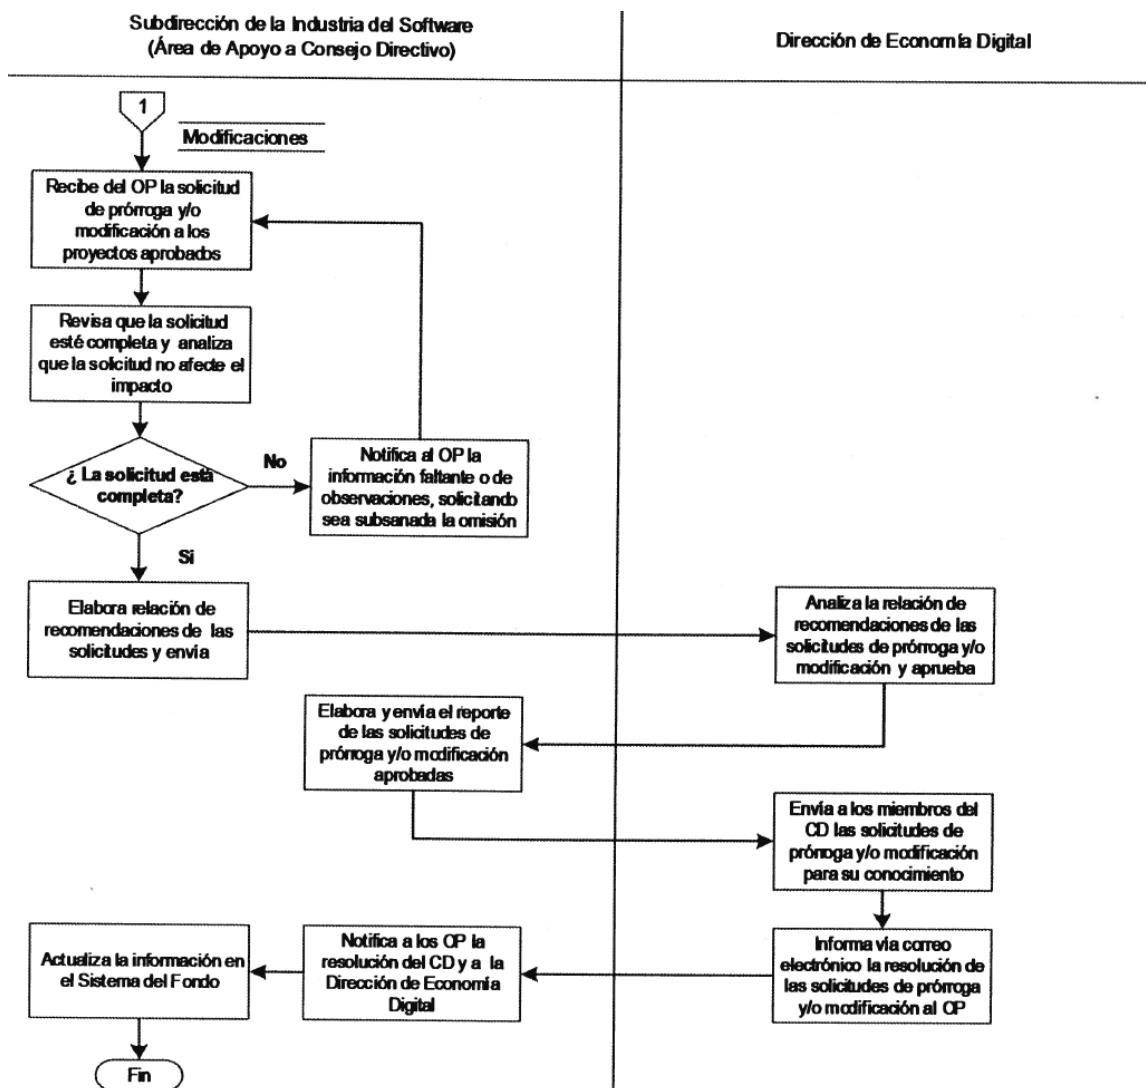 Subdirección de la Industria del Software
(Área de Apoyo a Consejo Directivo)
Dirección de Economía Digital
1
Modificaciones
Recibe del OP la solicitud
de prórroga y/o
modificación a los
proyectos aprobados
Revisa que la solicitud
esté completa y analiza
que la solicitud no afecte el
impacto
¿ La solicitud está
completa?
No
Notifica al OP la
información faltante o de
observaciones, solicitando
sea subsanada la omisión
Si
Elabora relación de
recomendaciones de las
solicitudes y envía
Analiza la relación de
recomendaciones de las
solicitudes de prórroga y/o
modificación y aprueba
Elabora y envía el reporte
de las solicitudes de
prórroga y/o modificación
aprobadas
Envía a los miembros del
CD las solicitudes de
prórroga y/o modificación
para su conocimiento
Informa vía correo
electrónico la resolución de
las solicitudes de prórroga
y/o modificación al OP
Notifica a los OP la
resolución del CD y a la
Dirección de Economía
Digital
Actualiza la información en
el Sistema del Fondo
Fin